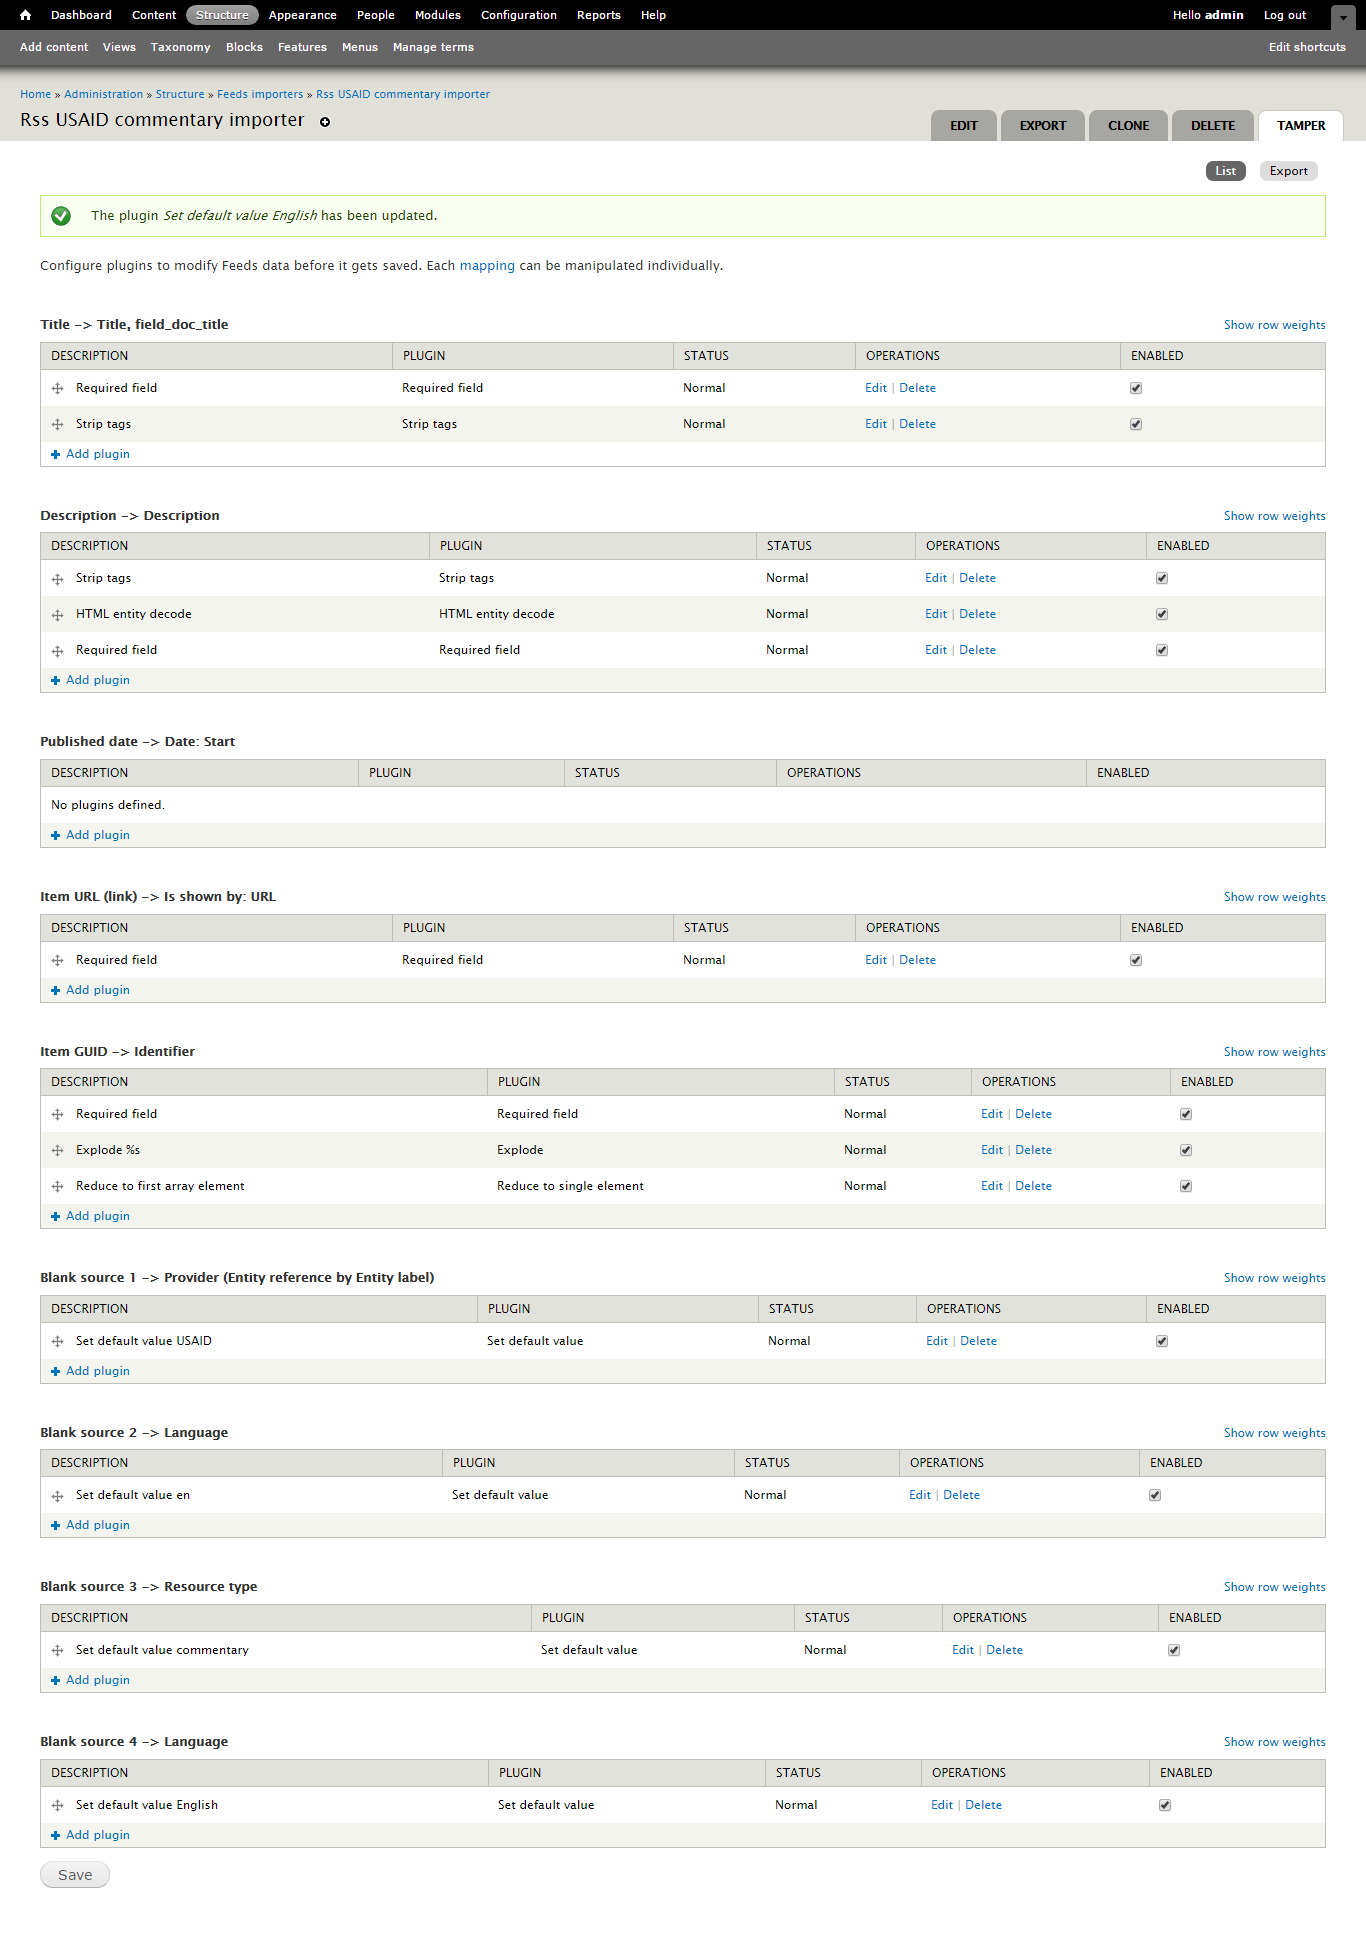 Dashboard Content Structure Appearance People Modules Configuration Reports Help Hello admin Log out
Add content Views Taxonomy Blocks Features Menus Manage terms Edit shortcuts
Home » Administration » Structure » Feeds importers » Rss USAID commentary importer
Rss USAID commentary importer EDIT EXPORT CLONE DELETE TAMPER
List Export
The plugin Set default value English has been updated.
Configure plugins to modify Feeds data before it gets saved. Each mapping can be manipulated individually.
Title -> Title, field_doc_title Show row weights
DESCRIPTION PLUGIN STATUS OPERATIONS ENABLED
Required field Required field Normal Edit | Delete
Strip tags Strip tags Normal Edit | Delete
Add plugin
Description -> Description Show row weights
DESCRIPTION PLUGIN STATUS OPERATIONS ENABLED
Strip tags Strip tags Normal Edit | Delete
HTML entity decode HTML entity decode Normal Edit | Delete
Required field Required field Normal Edit | Delete
Add plugin
Published date -> Date: Start
DESCRIPTION PLUGIN STATUS OPERATIONS ENABLED
No plugins defined.
Add plugin
Item URL (link) -> Is shown by: URL Show row weights
DESCRIPTION PLUGIN STATUS OPERATIONS ENABLED
Required field Required field Normal Edit | Delete
Add plugin
Item GUID -> Identifier Show row weights
DESCRIPTION PLUGIN STATUS OPERATIONS ENABLED
Required field Required field Normal Edit | Delete
Explode %s Explode Normal Edit | Delete
Reduce to first array element Reduce to single element Normal Edit | Delete
Add plugin
Blank source 1 -> Provider (Entity reference by Entity label) Show row weights
DESCRIPTION PLUGIN STATUS OPERATIONS ENABLED
Set default value USAID Set default value Normal Edit | Delete
Add plugin
Blank source 2 -> Language Show row weights
DESCRIPTION PLUGIN STATUS OPERATIONS ENABLED
Set default value en Set default value Normal Edit | Delete
Add plugin
Blank source 3 -> Resource type Show row weights
DESCRIPTION PLUGIN STATUS OPERATIONS ENABLED
Set default value commentary Set default value Normal Edit | Delete
Add plugin
Blank source 4 -> Language Show row weights
DESCRIPTION PLUGIN STATUS OPERATIONS ENABLED
Set default value English Set default value Normal Edit | Delete
Add plugin
Save